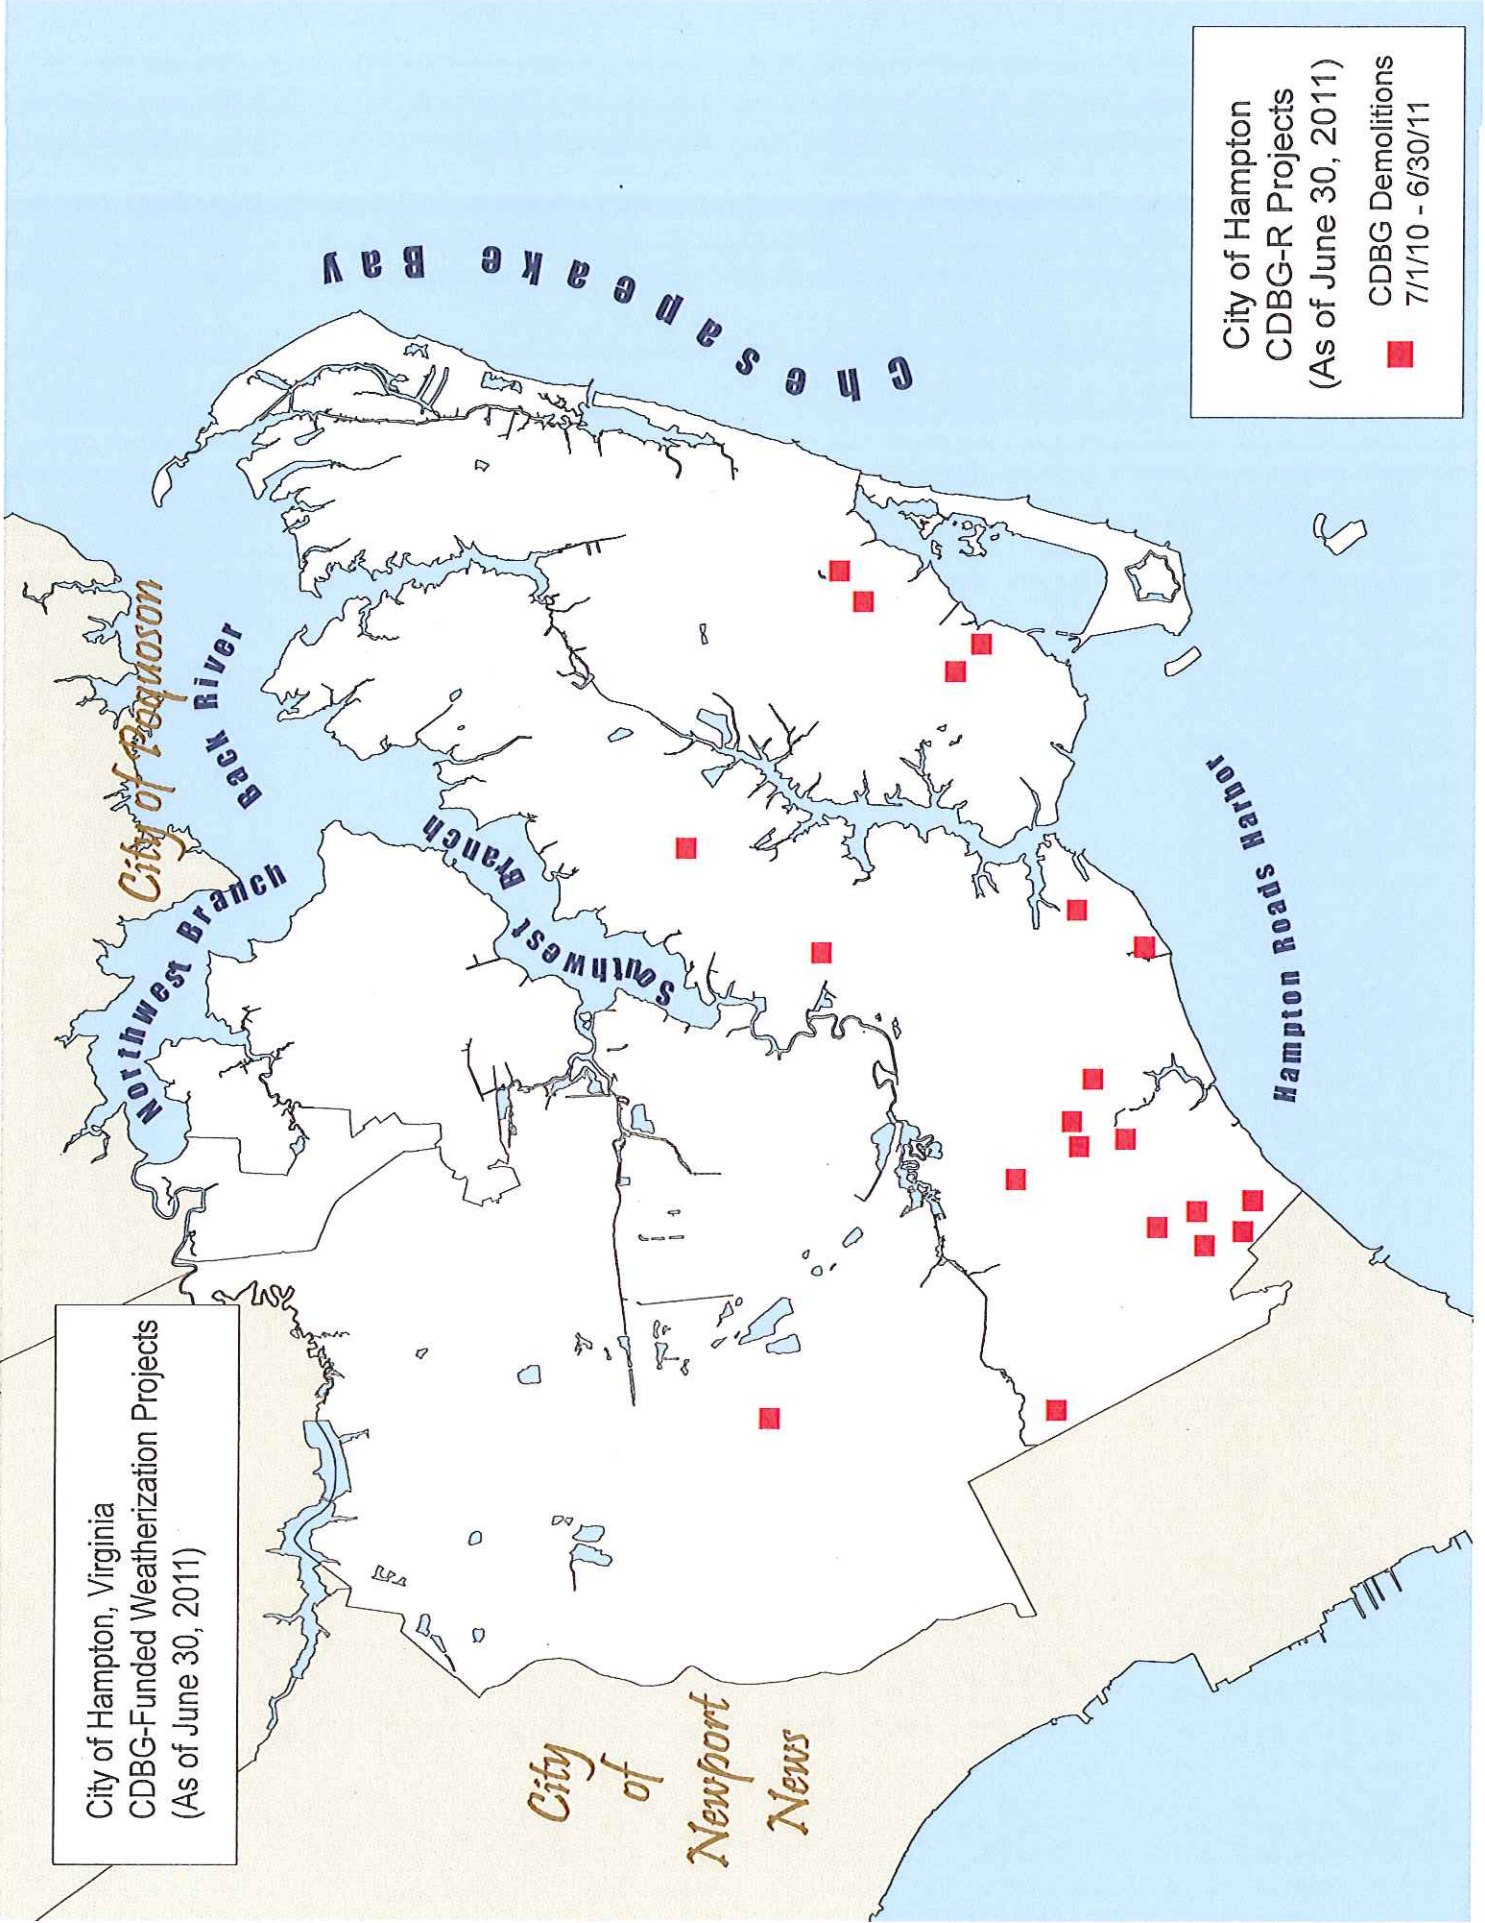 City of Hampton, Virginia
CDBG-Funded Weatherization Projects
(As of June 30, 2011)
City of Poquoson
Northwest Branch
Back River
Southwest Branch
Chesapeake Bay
City
of
Newport
News
Hampton Roads Harbor
City of Hampton
CDBG-R Projects
(As of June 30, 2011)
CDBG Demolitions
7/1/10 - 6/30/11